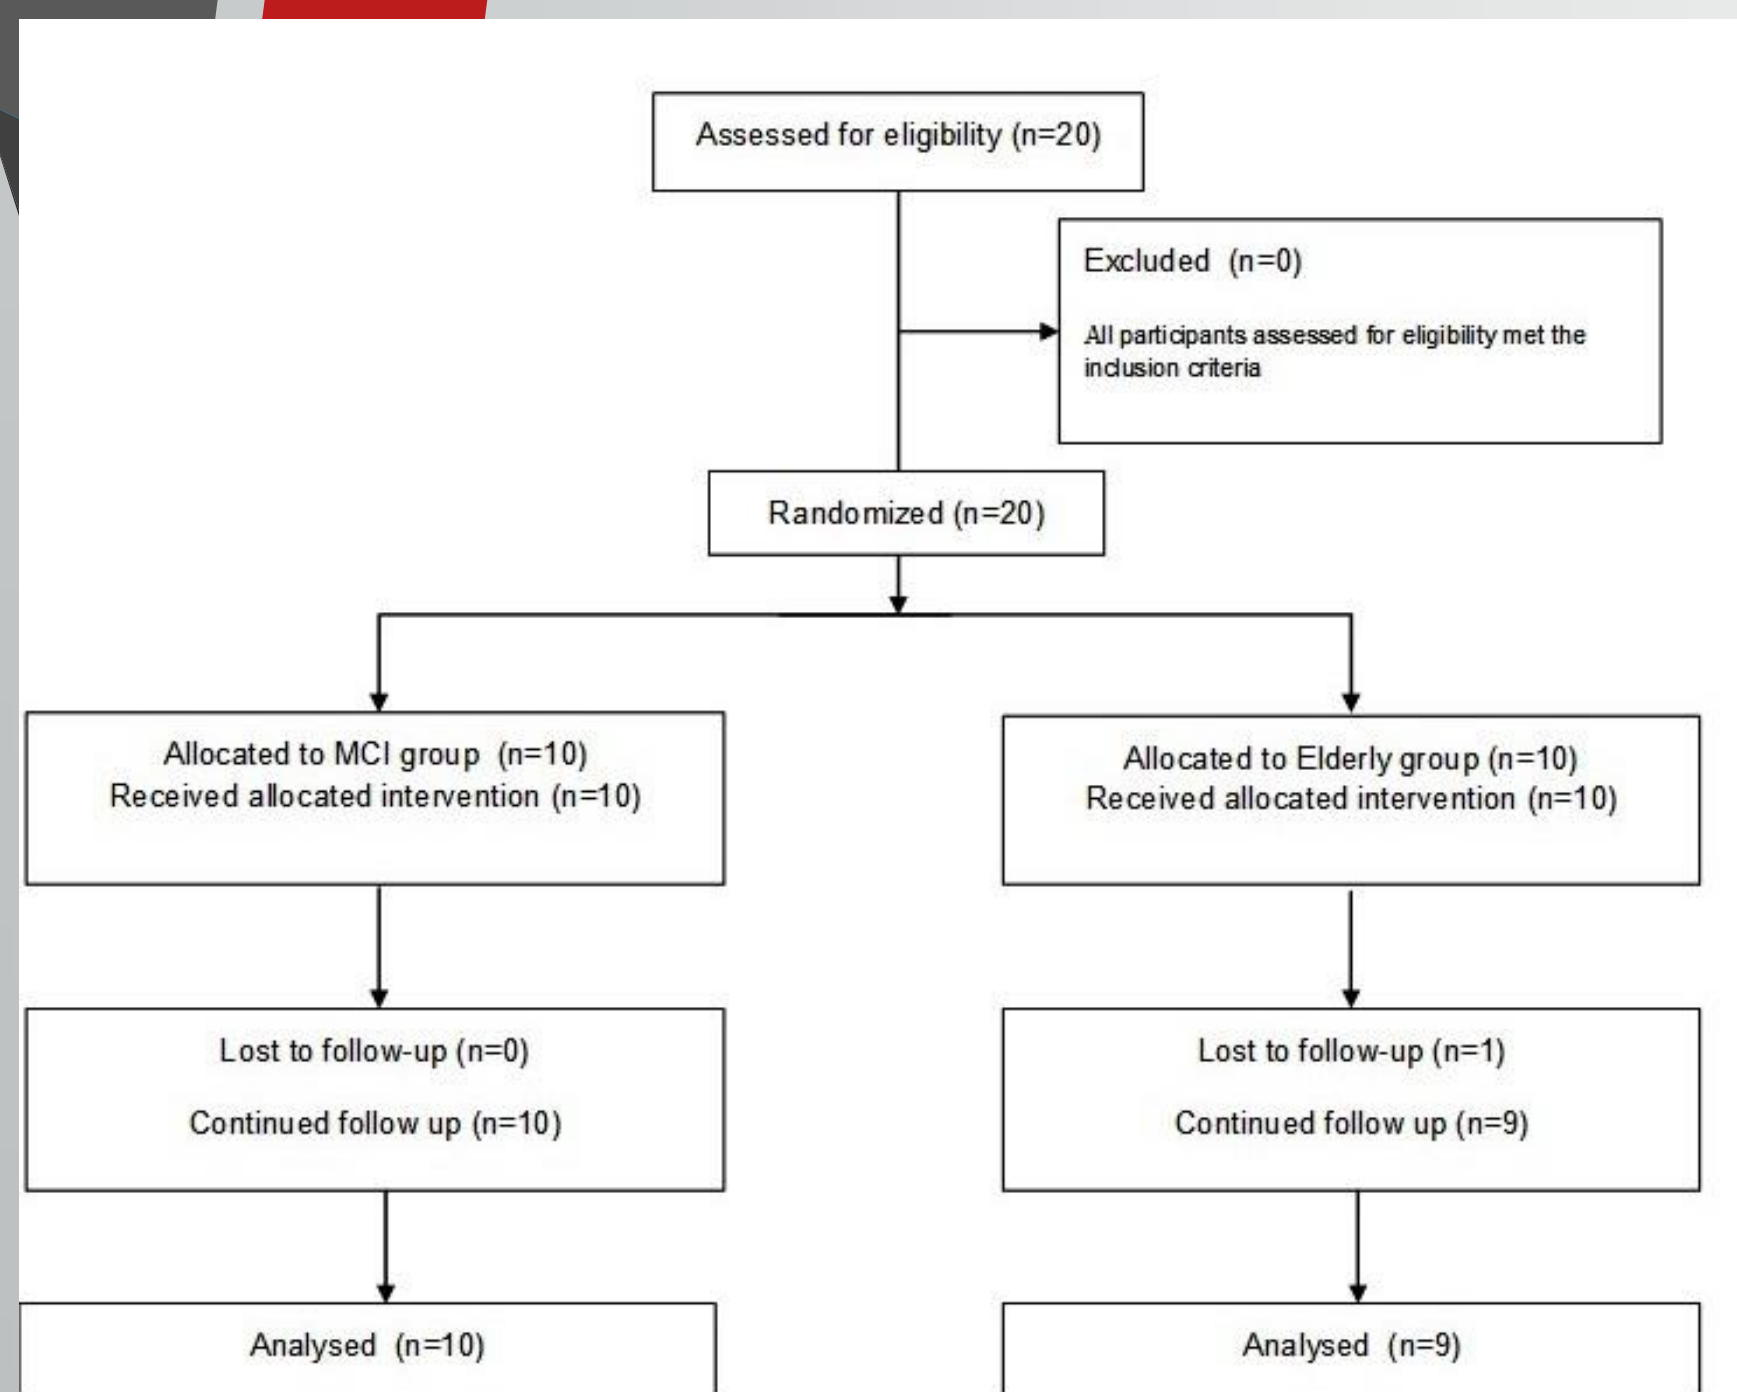 Assessed for eligibility (n=20)
Excluded (n=0)
All participants assessed for eligibility met the
inclusion criteria
Randomized (n=20)
Allocated to MCI group (n=10)
Received allocated intervention (n=10)
Allocated to Elderly group (n=10)
Received allocated intervention (n=10)
Lost to follow-up (n=0)
Continued follow up (n=10)
Lost to follow-up (n=1)
Continued follow up (n=9)
Analysed (n=10)
Analysed (n=9)